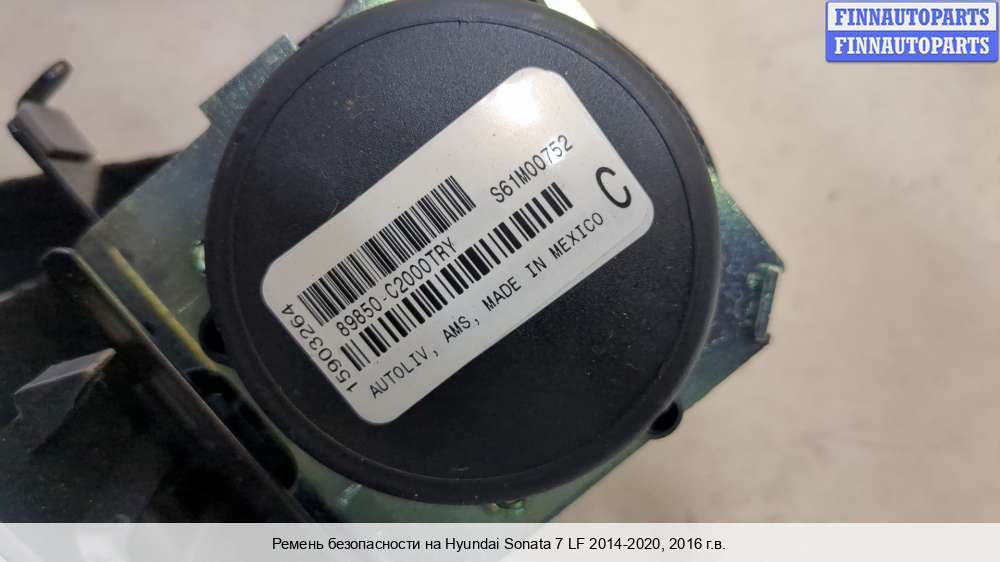 FINNAUTOPARTS
FINNAUTOPARTS
S61M00752
C
89850-C2000TRY
15903264
AUTOLIV, AMS, MADE IN MEXICO
Ремень безопасности на Hyundai Sonata 7 LF 2014-2020, 2016 г.в.